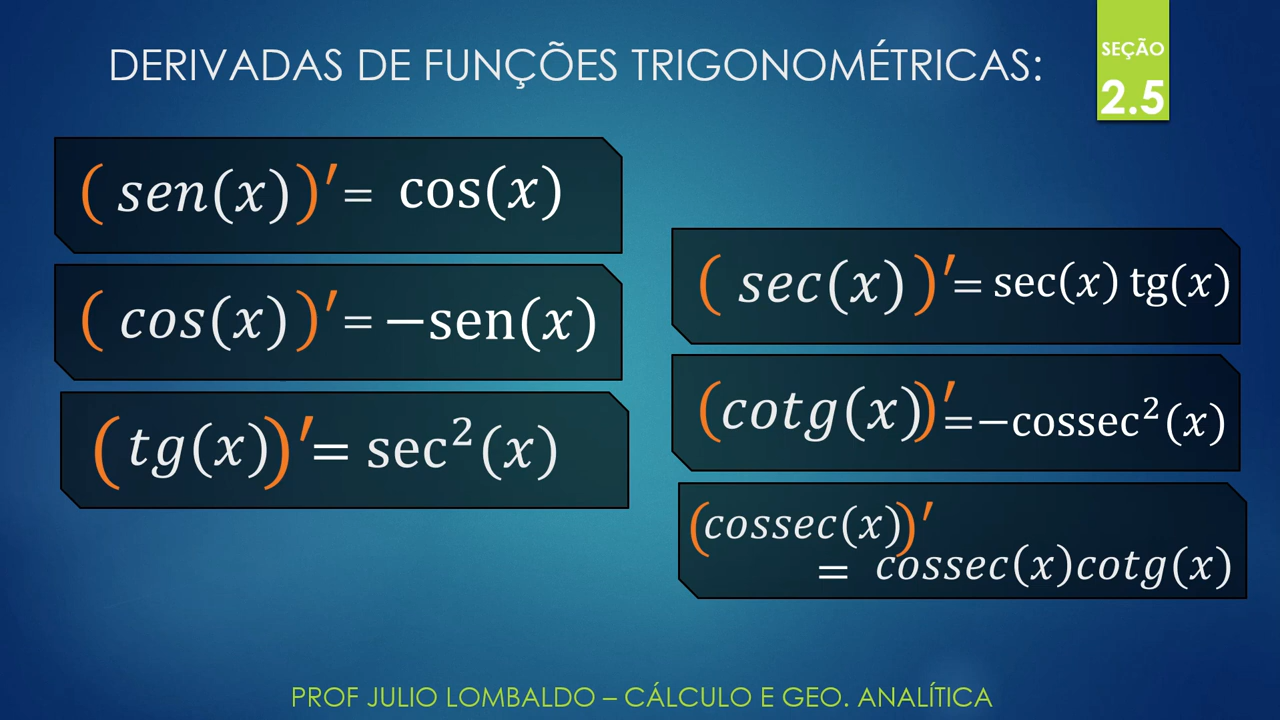 DERIVADAS DE FUNÇÕES TRIGONOMÉTRICAS:
SEÇÃO
2.5
( sen(x) )′ = cos(x)
( cos(x) )′ = −sen(x)
( tg(x) )′ = sec²(x)
( sec(x) )′ = sec(x) tg(x)
(cotg(x))′ = −cossec²(x)
(cossec(x))′
= cossec(x)cotg(x)
PROF JULIO LOMBALDO – CÁLCULO E GEO. ANALÍTICA